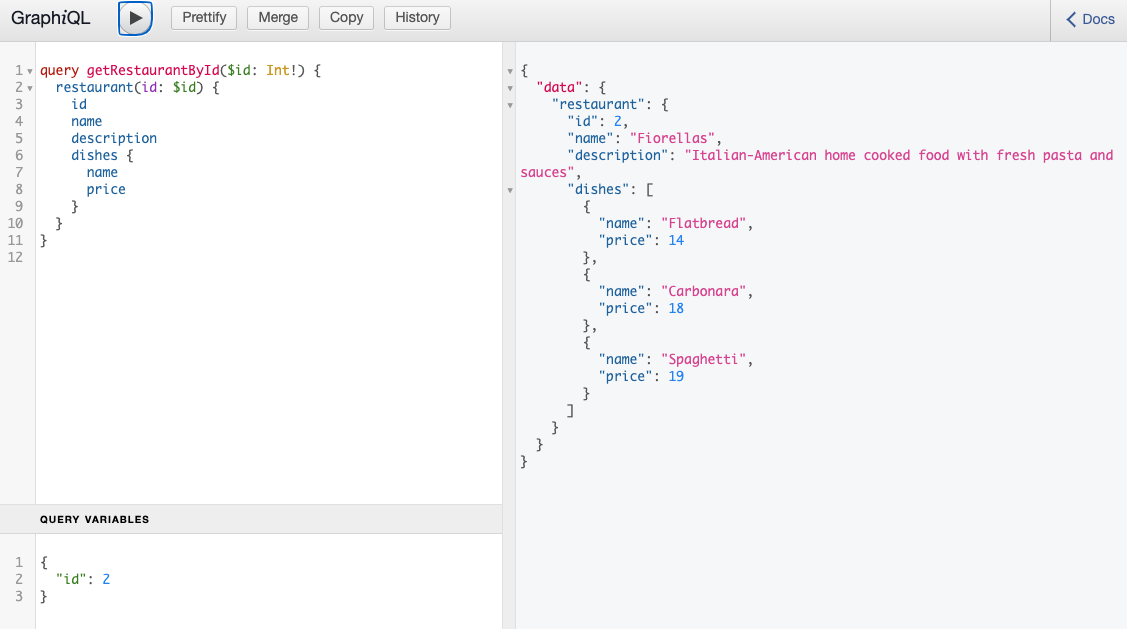 GraphiQL Prettify Merge Copy History Docs
1 query getRestaurantById($id: Int!) {
2   restaurant(id: $id) {
3     id
4     name
5     description
6     dishes {
7       name
8       price
9     }
10   }
11 }
12
QUERY VARIABLES
1 {
2   "id": 2
3 }
{
  "data": {
    "restaurant": {
      "id": 2,
      "name": "Fiorellas",
      "description": "Italian-American home cooked food with fresh pasta and
sauces",
      "dishes": [
        {
          "name": "Flatbread",
          "price": 14
        },
        {
          "name": "Carbonara",
          "price": 18
        },
        {
          "name": "Spaghetti",
          "price": 19
        }
      ]
    }
  }
}